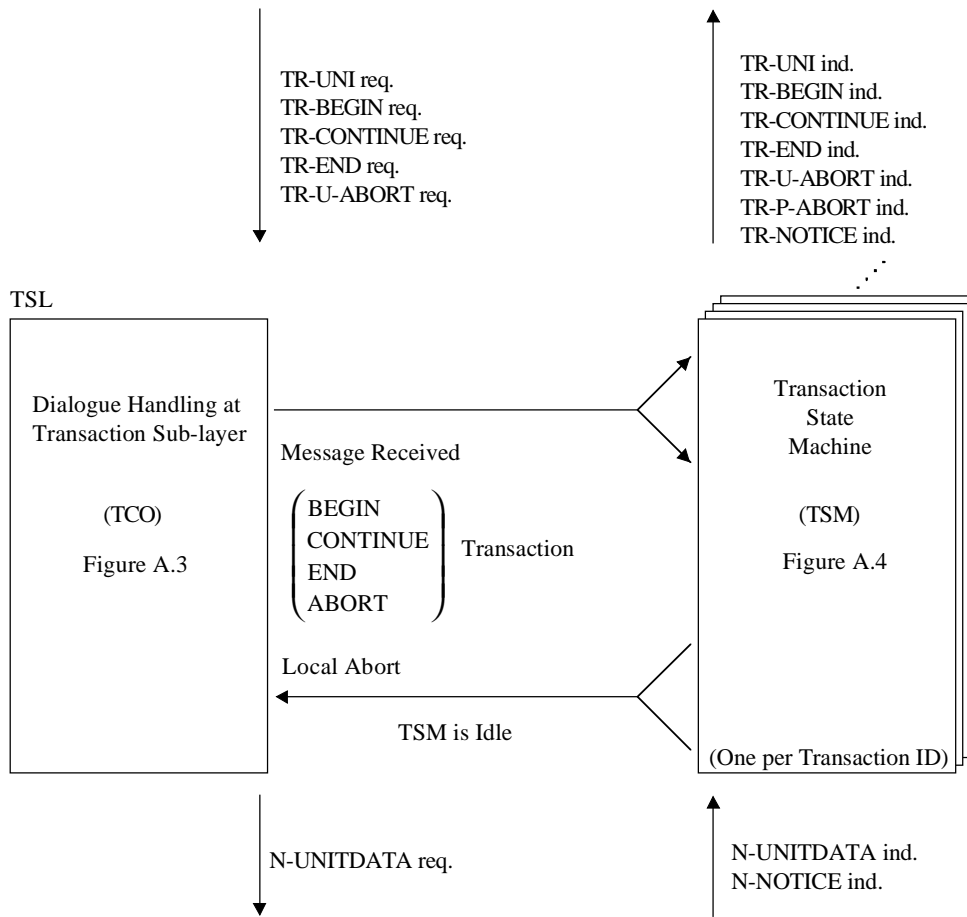 TR-UNI req.
TR-BEGIN req.
TR-CONTINUE req.
TR-END req.
TR-U-ABORT req.
TR-UNI ind.
TR-BEGIN ind.
TR-CONTINUE ind.
TR-END ind.
TR-U-ABORT ind.
TR-P-ABORT ind.
TR-NOTICE ind.
TSL
Dialogue Handling at
Transaction Sub-layer
(TCO)
Figure A.3
Message Received
BEGIN
CONTINUE
END
ABORT
Transaction
Local Abort
TSM is Idle
Transaction
State
Machine
(TSM)
Figure A.4
(One per Transaction ID)
N-UNITDATA req.
N-UNITDATA ind.
N-NOTICE ind.